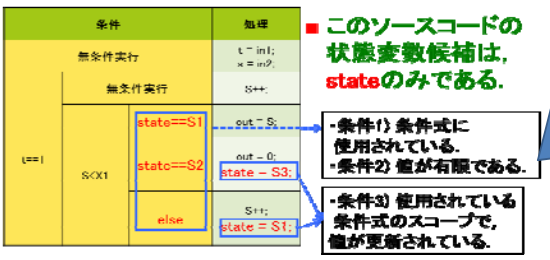 条件 処理
無条件実行 t = in1;
s = in2;
無条件実行 S++;
t==1 S<X1 state==S1 out = S;
state==S2 out = 0;
state = S3;
else S++;
state = S1;
■ このソースコードの
状態変数候補は,
stateのみである.
・条件1) 条件式に
使用されている.
・条件2) 値が有限である.
・条件3) 使用されている
条件式のスコープで,
値が更新されている.